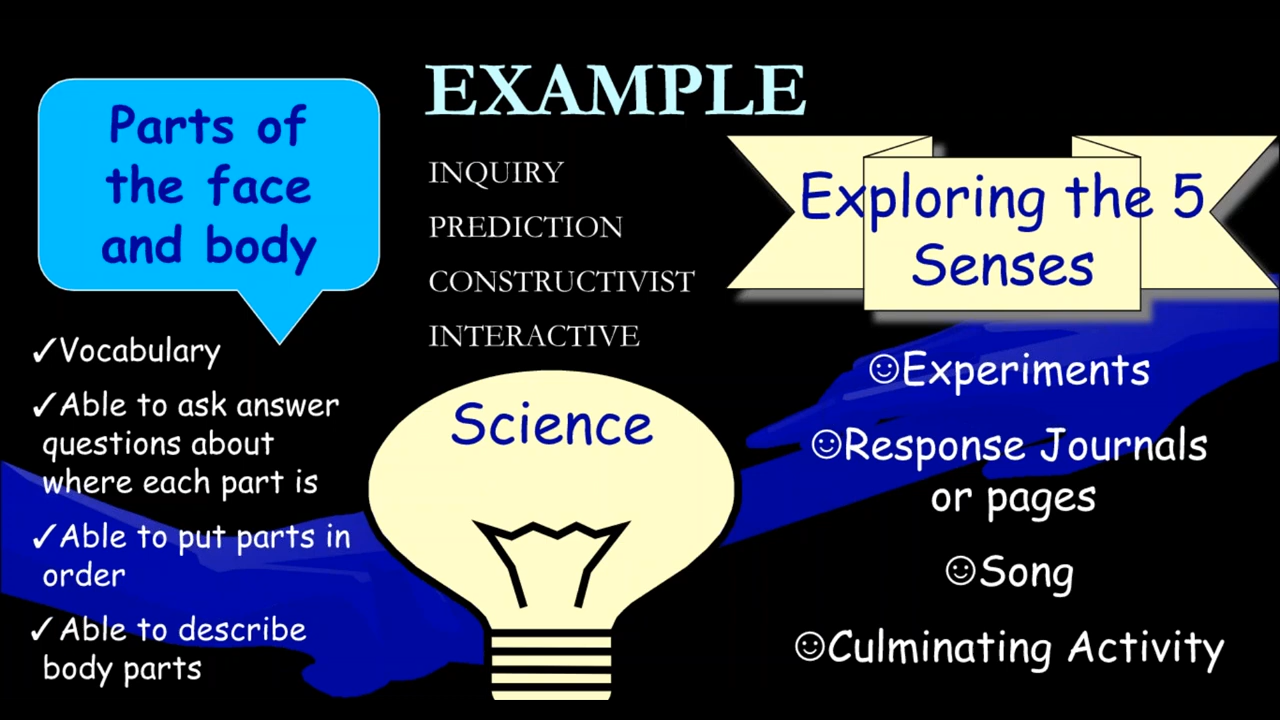 EXAMPLE
Parts of
the face
and body
✓Vocabulary
✓Able to ask answer
questions about
where each part is
✓Able to put parts in
order
✓Able to describe
body parts
INQUIRY
PREDICTION
CONSTRUCTIVIST
INTERACTIVE
Science
Exploring the 5
Senses
☺Experiments
☺Response Journals
or pages
☺Song
☺Culminating Activity